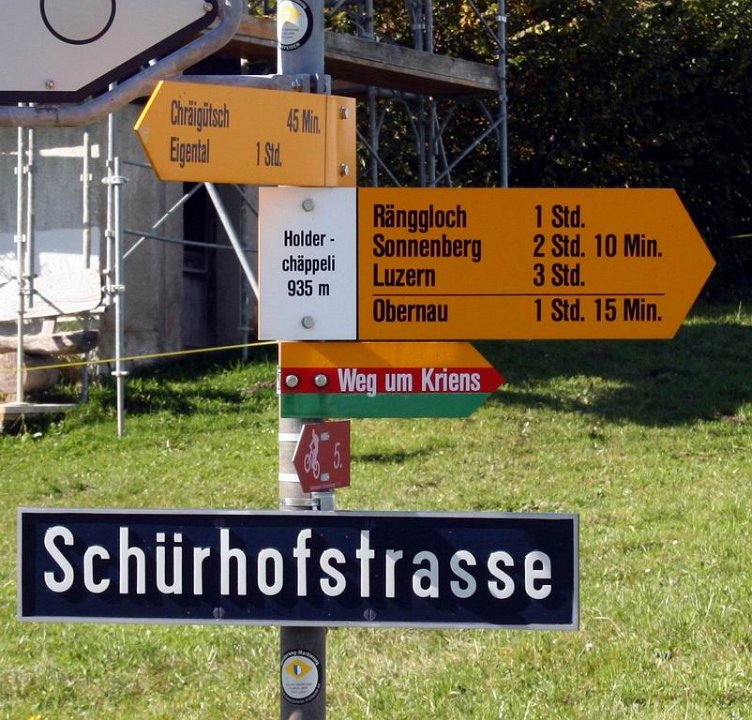 Chräigütsch 45 Min.
Eigental 1 Std.
Holder -
chäppeli
935 m
Ränggloch 1 Std.
Sonnenberg 2 Std. 10 Min.
Luzern 3 Std.
Obernau 1 Std. 15 Min.
Weg um Kriens
5.
Schürhofstrasse